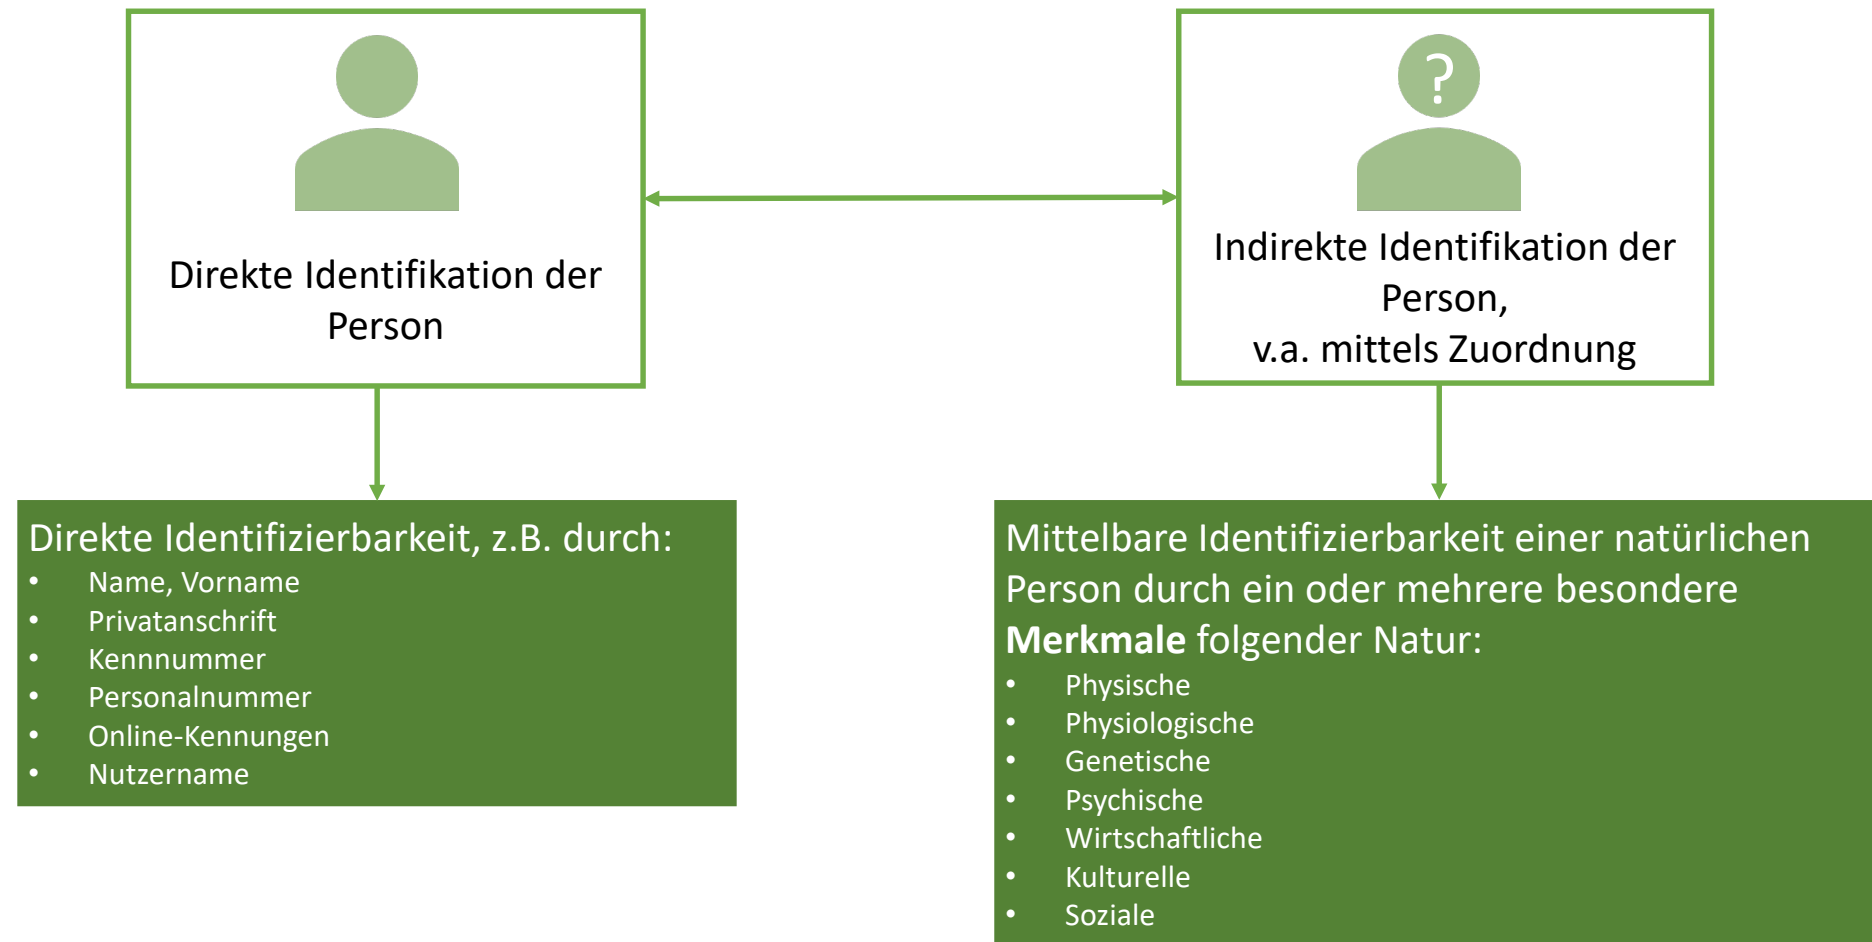 Direkte Identifikation der
Person
?
Indirekte Identifikation der
Person,
v.a. mittels Zuordnung
Direkte Identifizierbarkeit, z.B. durch:
• Name, Vorname
• Privatanschrift
• Kennnummer
• Personalnummer
• Online-Kennungen
• Nutzername
Mittelbare Identifizierbarkeit einer natürlichen
Person durch ein oder mehrere besondere
Merkmale folgender Natur:
• Physische
• Physiologische
• Genetische
• Psychische
• Wirtschaftliche
• Kulturelle
• Soziale